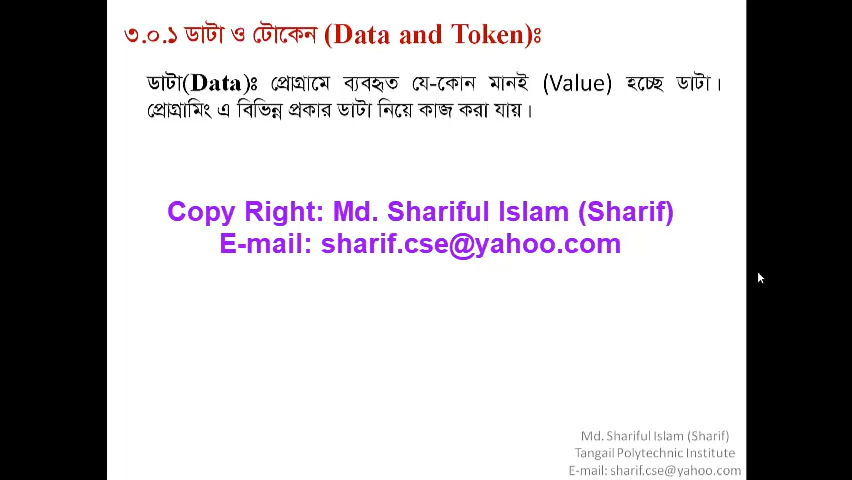 ৩.০.১ ডাটা ও টোকেন (Data and Token)ঃ
ডাটা(Data)ঃ প্রোগ্রামে ব্যবহৃত যে-কোন মানই (Value) হচ্ছে ডাটা।
প্রোগ্রামিং এ বিভিন্ন প্রকার ডাটা নিয়ে কাজ করা যায়।
Copy Right: Md. Shariful Islam (Sharif)
E-mail: sharif.cse@yahoo.com
Md. Shariful Islam (Sharif)
Tangail Polytechnic Institute
E-mail: sharif.cse@yahoo.com